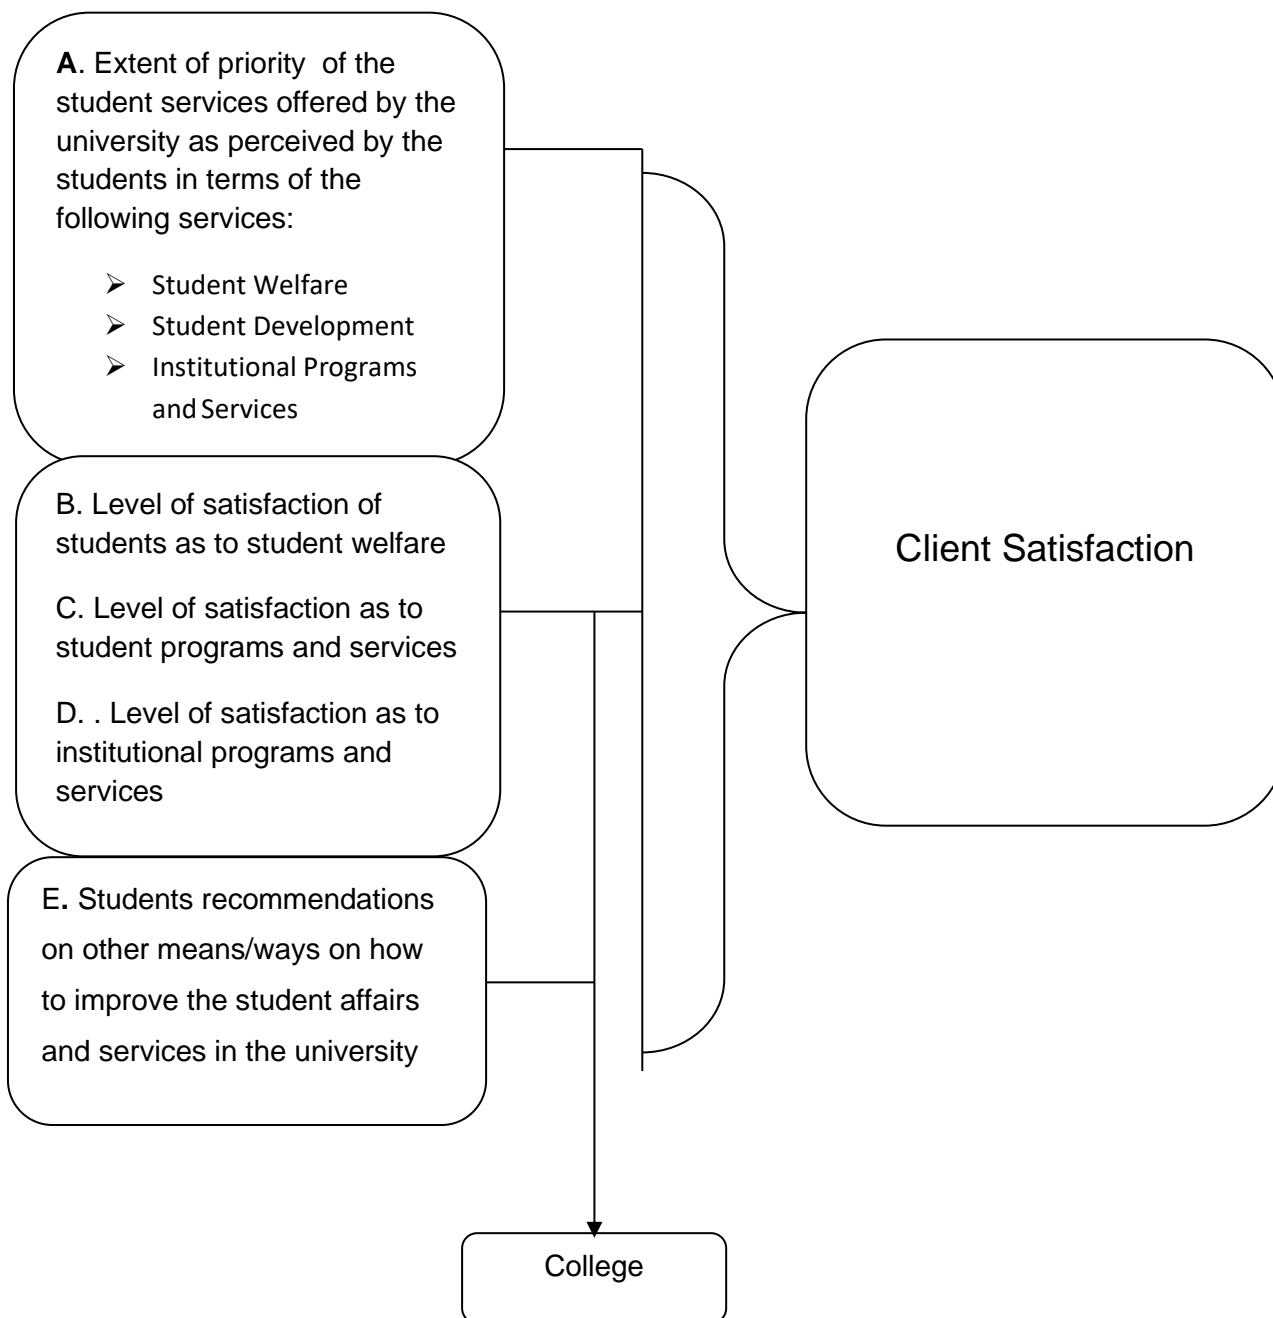 A. Extent of priority of the
student services offered by the
university as perceived by the
students in terms of the
following services:
➢ Student Welfare
➢ Student Development
➢ Institutional Programs
and Services
B. Level of satisfaction of
students as to student welfare
C. Level of satisfaction as to
student programs and services
D. . Level of satisfaction as to
institutional programs and
services
E. Students recommendations
on other means/ways on how
to improve the student affairs
and services in the university
Client Satisfaction
College